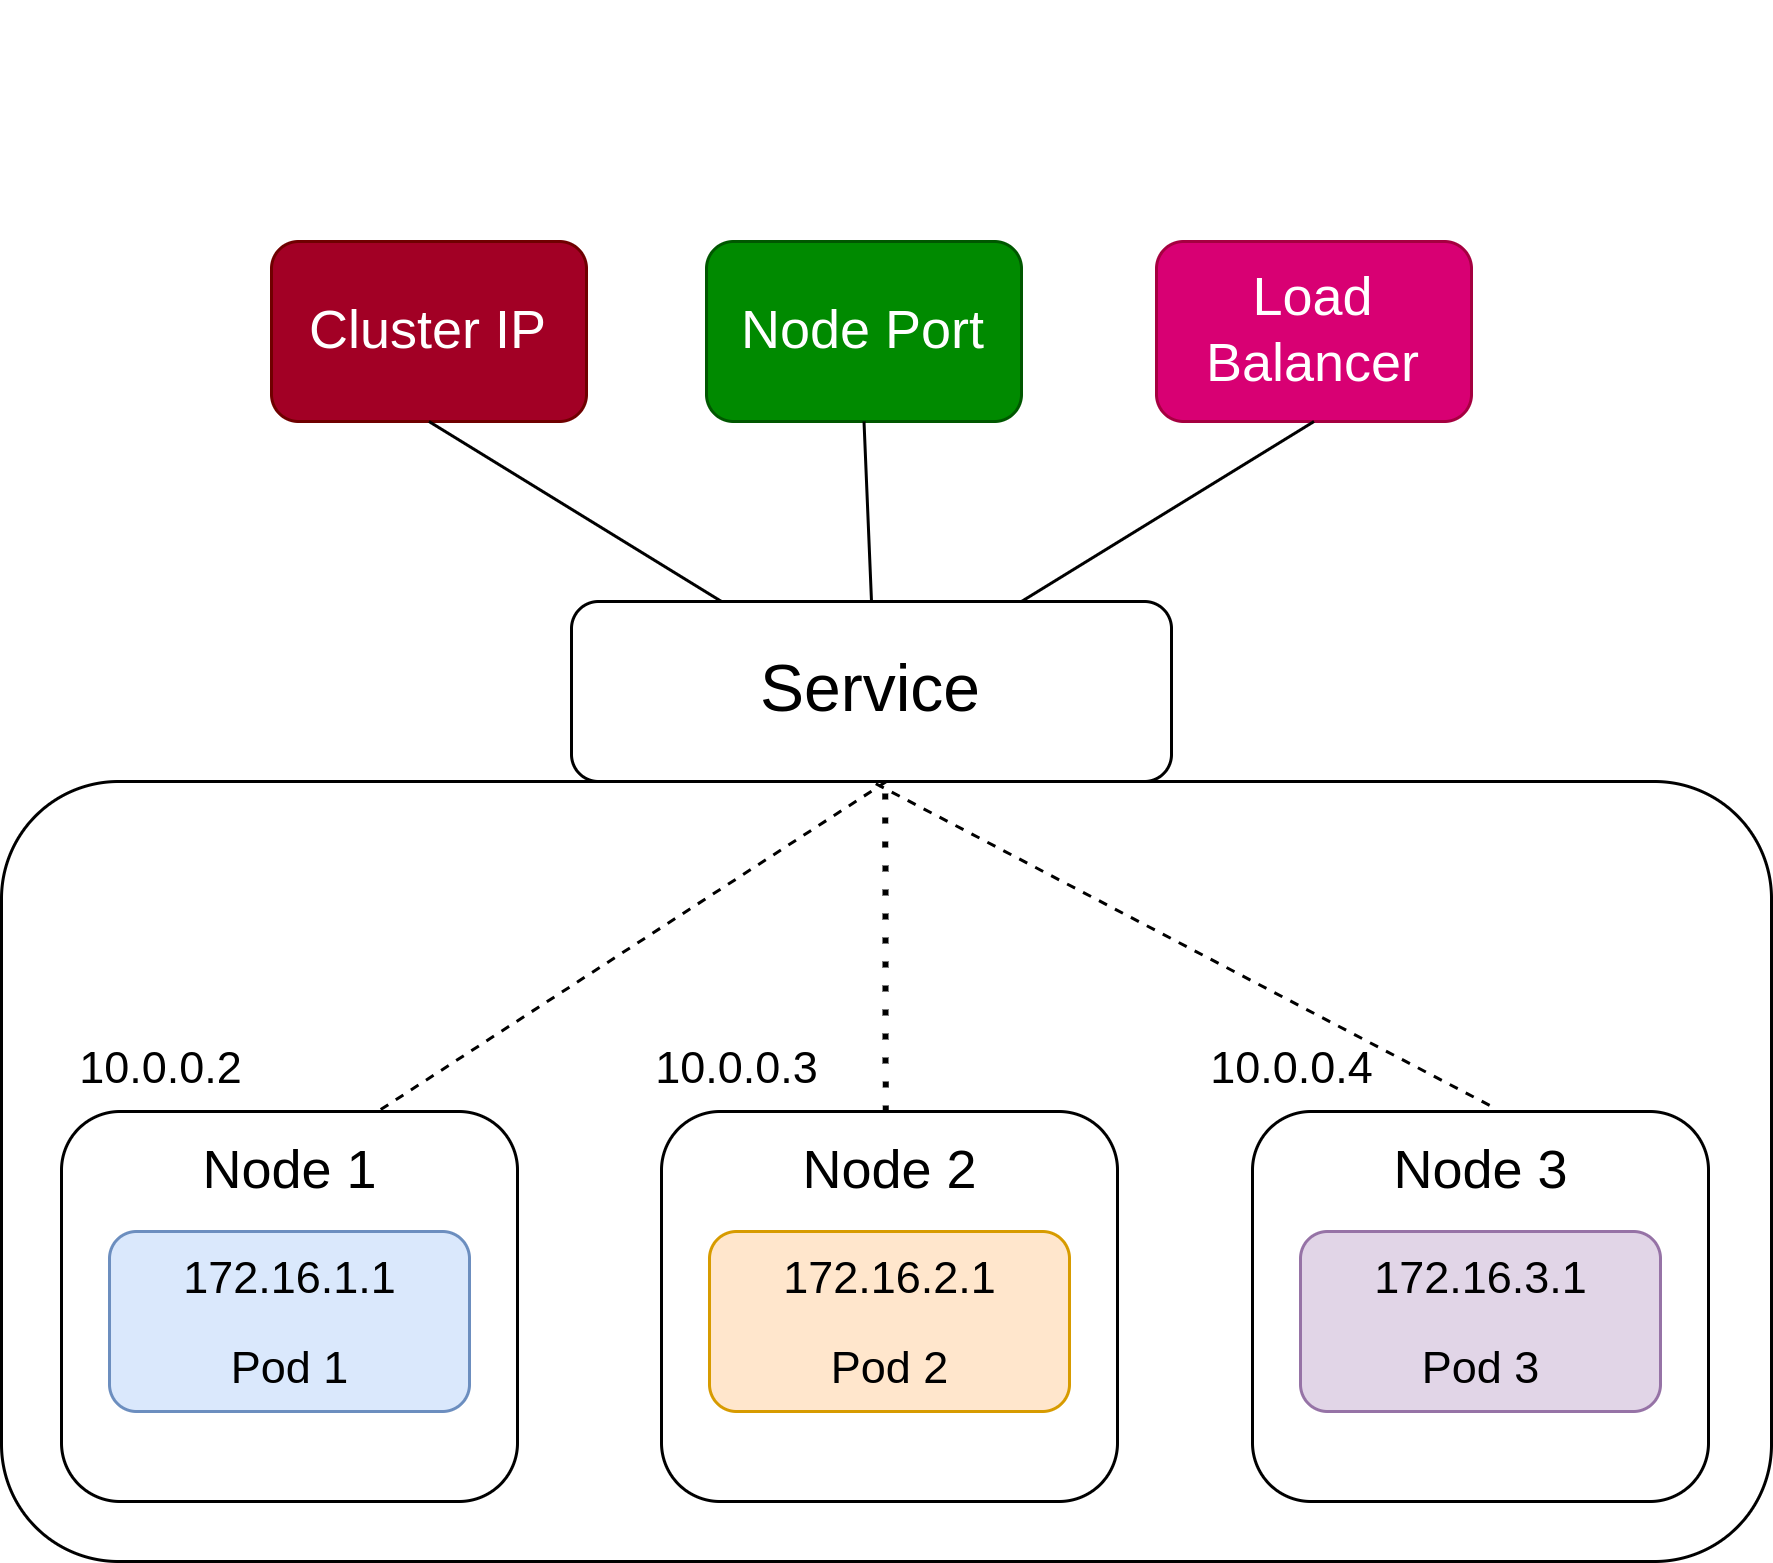 Cluster IP
Node Port
Load
Balancer
Service
10.0.0.2
10.0.0.3
10.0.0.4
Node 1
172.16.1.1
Pod 1
Node 2
172.16.2.1
Pod 2
Node 3
172.16.3.1
Pod 3